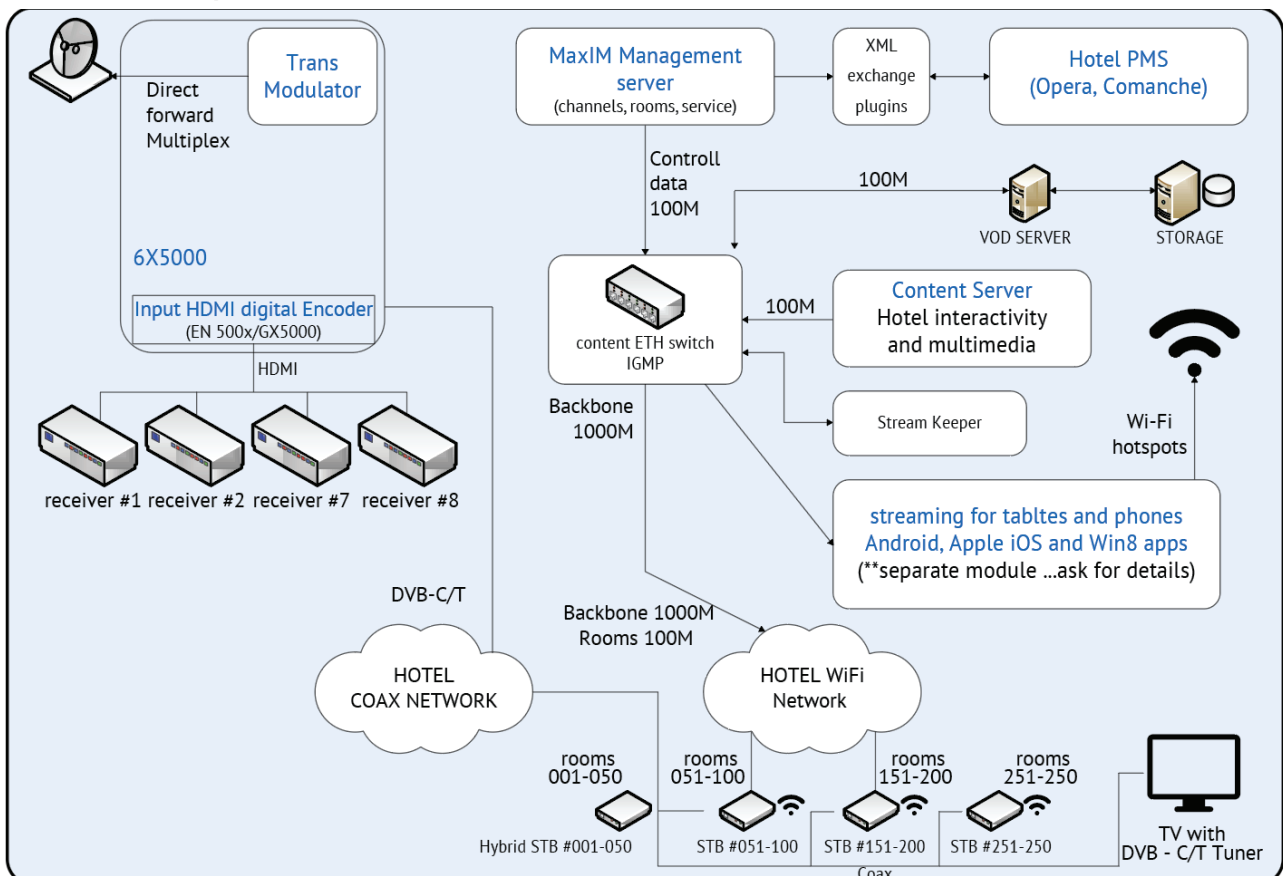 Trans
Modulator
Direct
forward
Multiplex
6X5000
Input HDMI digital Encoder
(EN 500x/GX5000)
HDMI
receiver #1
receiver #2
receiver #7
receiver #8
MaxIM Management
server
(channels, rooms, service)
XML
exchange
plugins
Hotel PMS
(Opera, Comanche)
Controll
data
100M
100M
VOD SERVER
STORAGE
content ETH switch
IGMP
100M
Content Server
Hotel interactivity
and multimedia
Stream Keeper
Backbone
1000M
Wi-Fi
hotspots
streaming for tabltes and phones
Android, Apple iOS and Win8 apps
(**separate module ...ask for details)
DVB-C/T
Backbone 1000M
Rooms 100M
HOTEL
COAX NETWORK
HOTEL WiFi
Network
rooms
001-050
rooms
051-100
rooms
151-200
rooms
251-250
Hybrid STB #001-050
STB #051-100
STB #151-200
STB #251-250
TV with
DVB - C/T Tuner
Coax